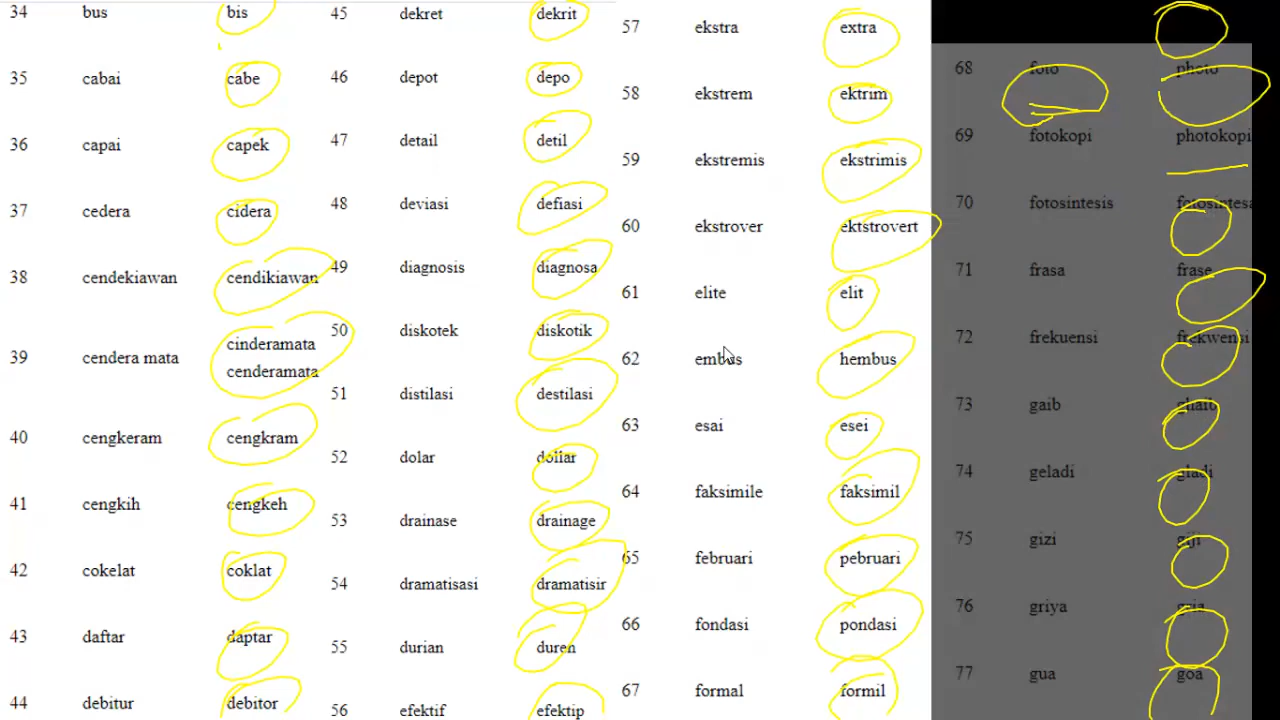 34 bus bis
35 cabai cabe
36 capai capek
37 cedera cidera
38 cendekiawan cendikiawan
39 cendera mata cinderamata
cenderamata
40 cengkeram cengkram
41 cengkih cengkeh
42 cokelat coklat
43 daftar daptar
44 debitur debitor
45 dekret dekrit
46 depot depo
47 detail detil
48 deviasi defiasi
49 diagnosis diagnosa
50 diskotek diskotik
51 distilasi destilasi
52 dolar dollar
53 drainase drainage
54 dramatisasi dramatisir
55 durian duren
56 efektif efektip
57 ekstra extra
58 ekstrem ektrim
59 ekstremis ekstrimis
60 ekstrover ektstrovert
61 elite elit
62 embus hembus
63 esai esei
64 faksimile faksimil
65 februari pebruari
66 fondasi pondasi
67 formal formil
68 foto photo
69 fotokopi photokopi
70 fotosintesis
71 frasa frase
72 frekuensi frekwensi
73 gaib ghaib
74 geladi gladi
75 gizi giji
76 griya gria
77 gua goa